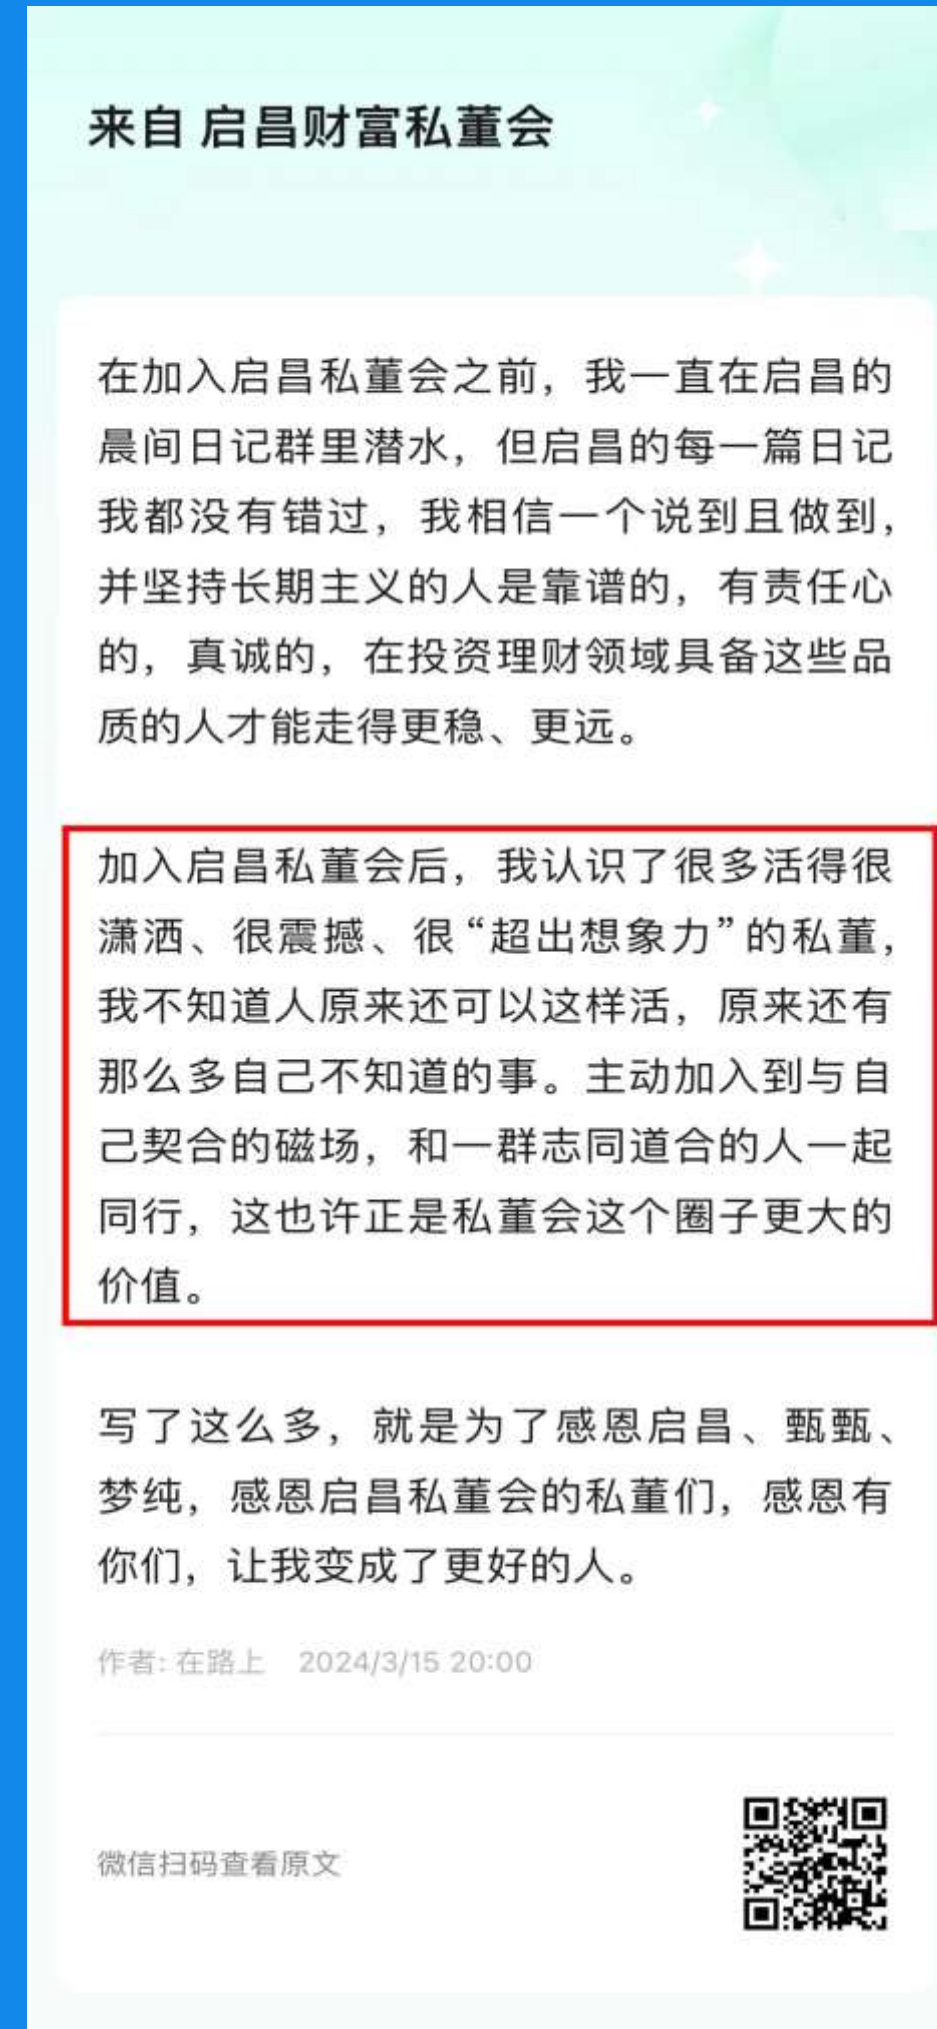 来自 启昌财富私董会
在加入启昌私董会之前，我一直在启昌的
晨间日记群里潜水，但启昌的每一篇日记
我都没有错过，我相信一个说到且做到，
并坚持长期主义的人是靠谱的，有责任心
的，真诚的，在投资理财领域具备这些品
质的人才能走得更稳、更远。
加入启昌私董会后，我认识了很多活得很
潇洒、很震撼、很“超出想象力”的私董，
我不知道人原来还可以这样活，原来还有
那么多自己不知道的事。主动加入到与自
己契合的磁场，和一群志同道合的人一起
同行，这也许正是私董会这个圈子更大的
价值。
写了这么多，就是为了感恩启昌、甄甄、
梦纯，感恩启昌私董会的私董们，感恩有
你们，让我变成了更好的人。
作者: 在路上 2024/3/15 20:00
微信扫码查看原文